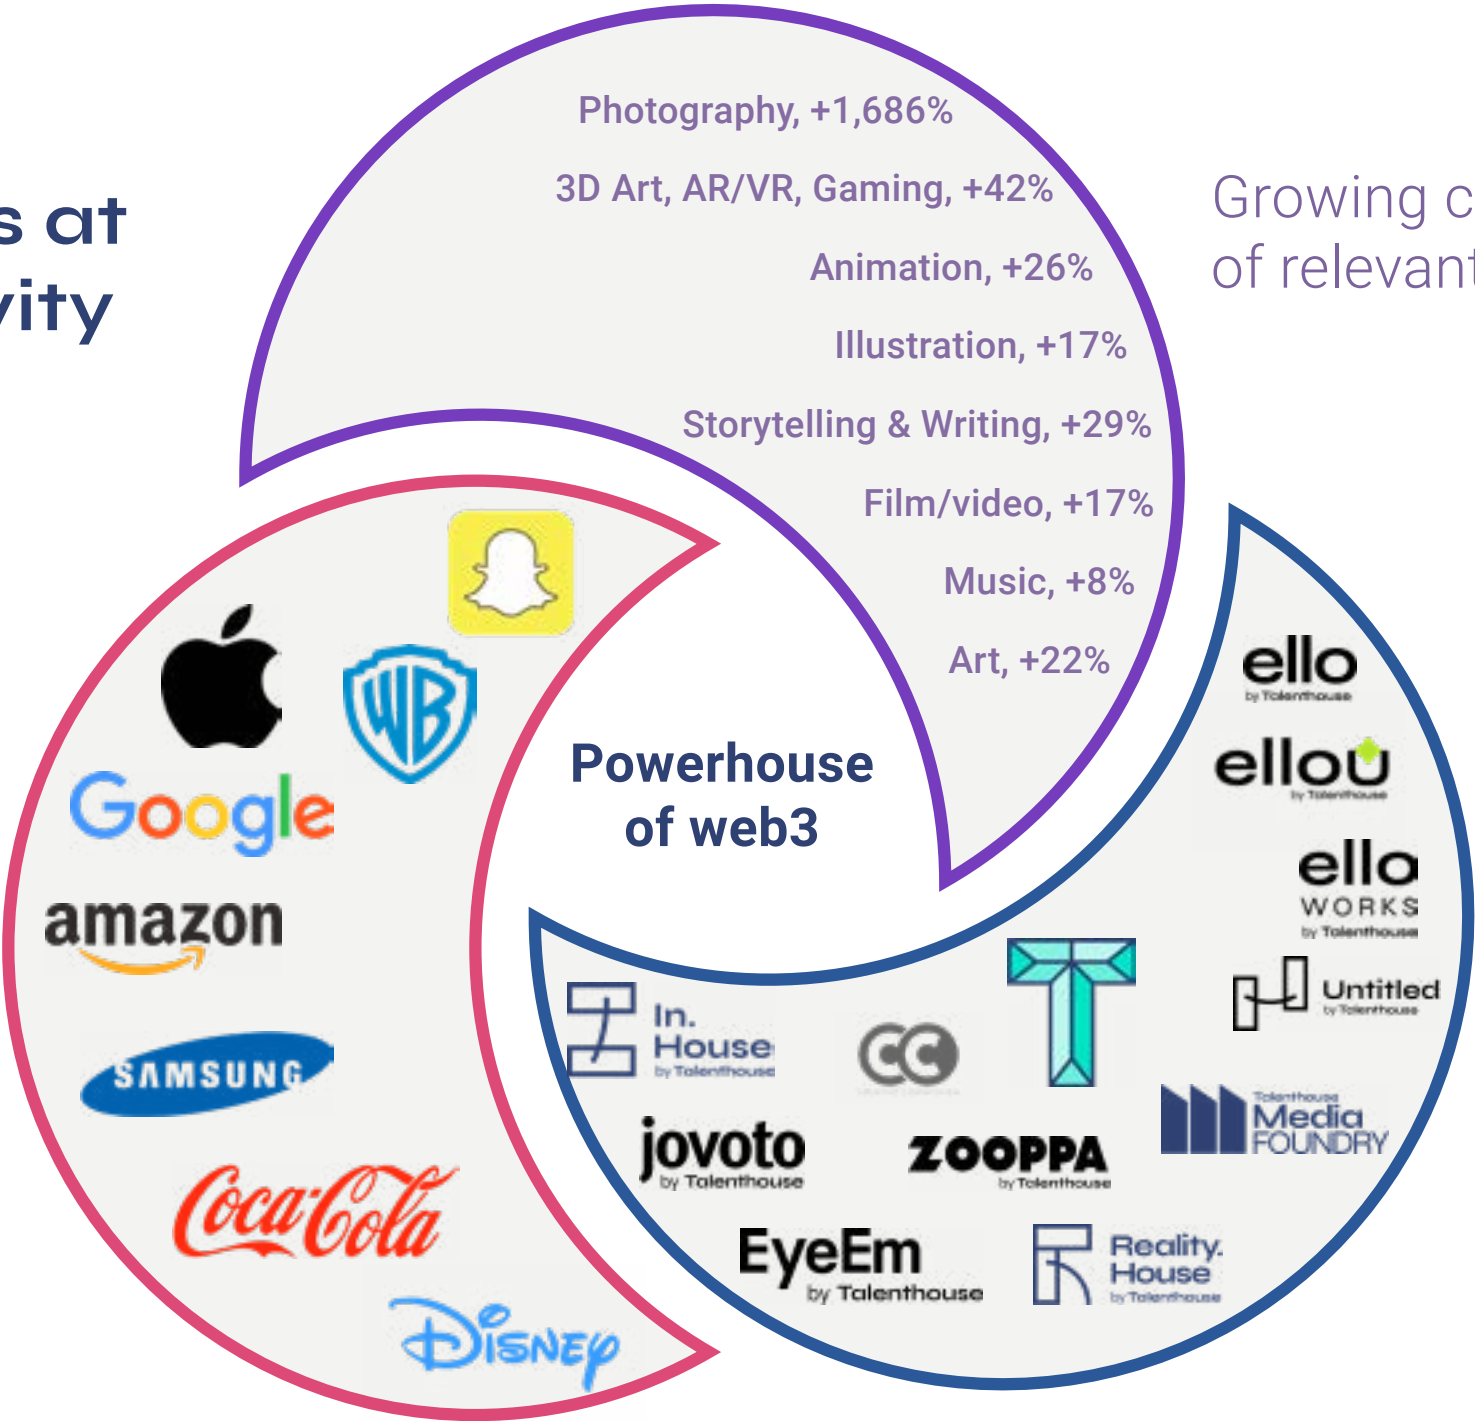 s at
vity
Photography, +1,686%
3D Art, AR/VR, Gaming, +42%
Animation, +26%
Illustration, +17%
Storytelling & Writing, +29%
Film/video, +17%
Music, +8%
Art, +22%
Growing c
of relevant
Powerhouse
of web3
WB
Google
amazon
SAMSUNG
Coca-Cola
Disney
ello
by Talenthouse
ellou
by Talenthouse
ello
WORKS
by Talenthouse
Untitled
by Talenthouse
T
In.
House
by Talenthouse
CC
Talenthouse
Media
FOUNDRY
jovoto
by Talenthouse
ZOOPPA
by Talenthouse
EyeEm
by Talenthouse
Reality.
House
by Talenthouse